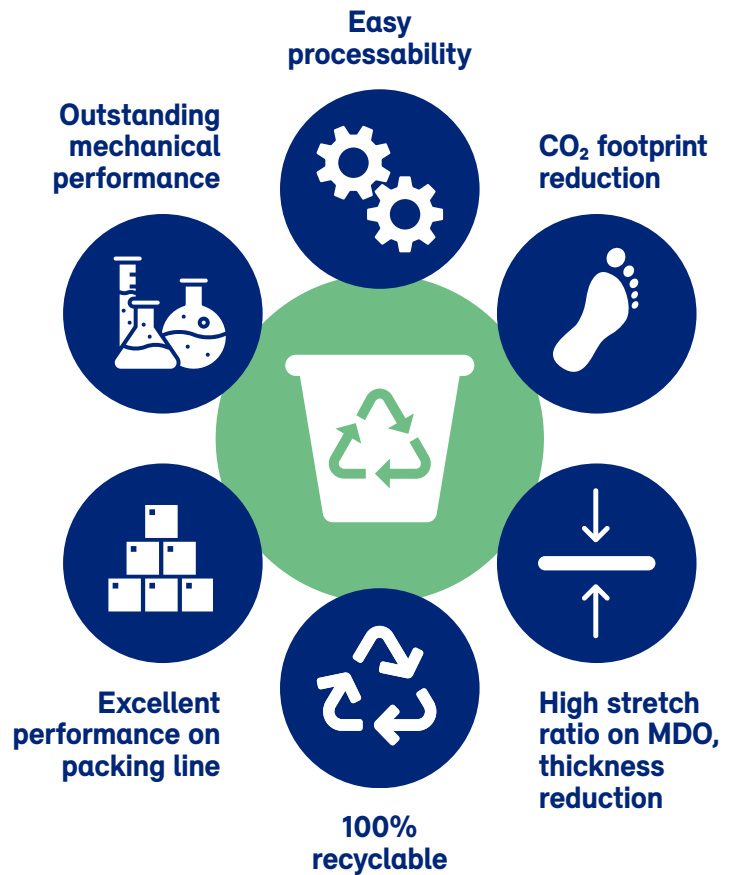 Easy
processability
Outstanding
mechanical
performance
CO₂ footprint
reduction
Excellent
performance on
packing line
High stretch
ratio on MDO,
thickness
reduction
100%
recyclable